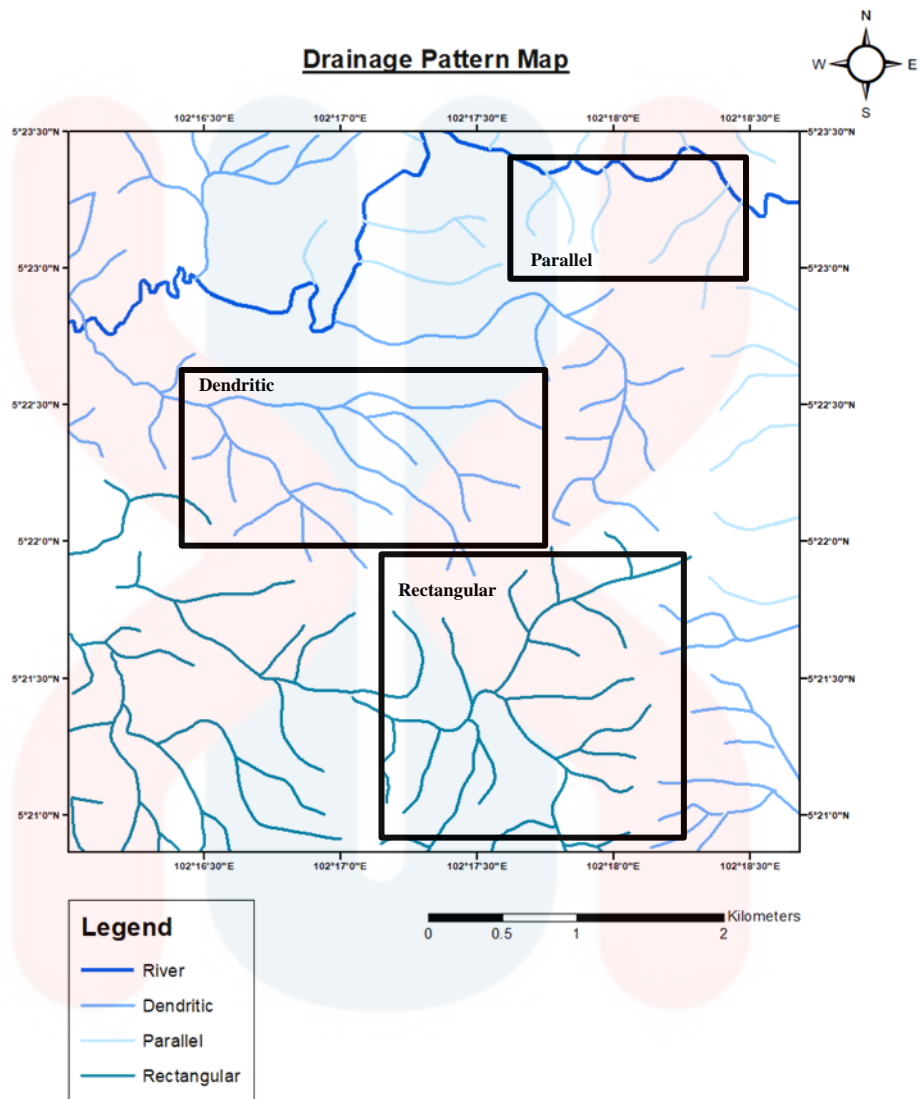 N
Drainage Pattern Map
W E
S
102°16'30"E 102°17'0"E 102°17'30"E 102°18'0"E 102°18'30"E
5°23'30"N 5°23'30"N
Parallel
5°23'0"N 5°23'0"N
Dendritic
5°22'30"N 5°22'30"N
5°22'0"N 5°22'0"N
Rectangular
5°21'30"N 5°21'30"N
5°21'0"N 5°21'0"N
102°16'30"E 102°17'0"E 102°17'30"E 102°18'0"E 102°18'30"E
Legend
Kilometers
0 0.5 1 2
River
Dendritic
Parallel
Rectangular